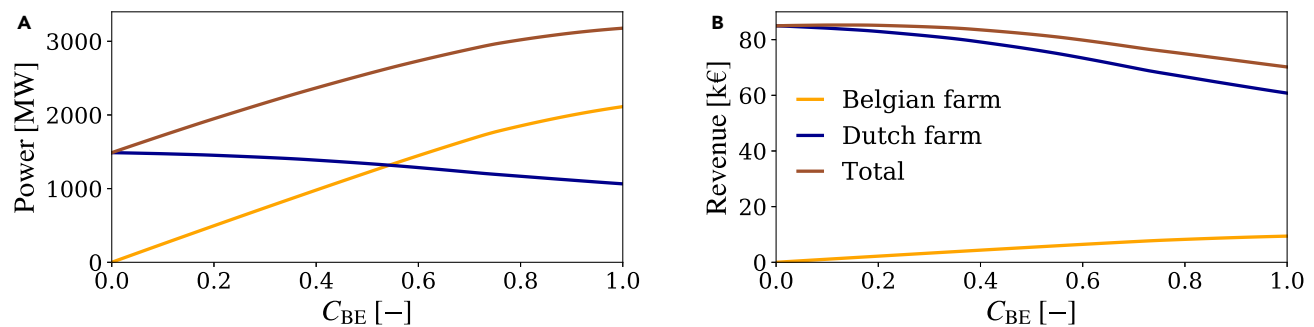 A
Power [MW]
3000
2000
1000
0
0.0 0.2 0.4 0.6 0.8 1.0
C_BE [−]
B
Revenue [k€]
80
60
40
20
0
Belgian farm
Dutch farm
Total
0.0 0.2 0.4 0.6 0.8 1.0
C_BE [−]